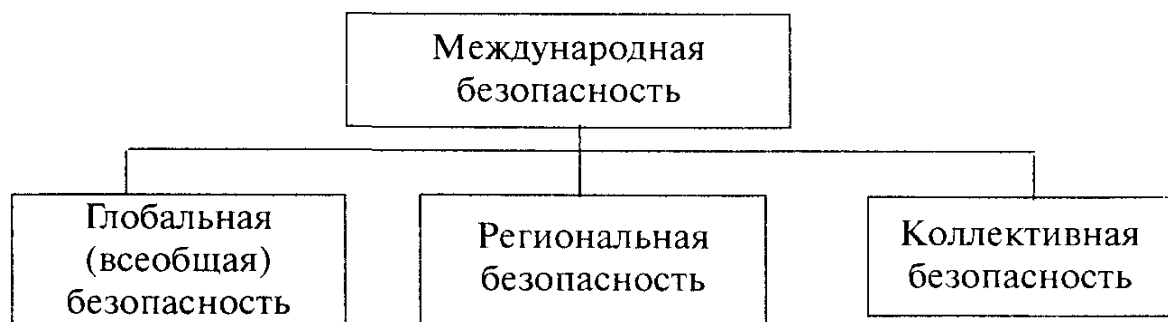 Международная
безопасность
Глобальная
(всеобщая)
безопасность
Региональная
безопасность
Коллективная
безопасность